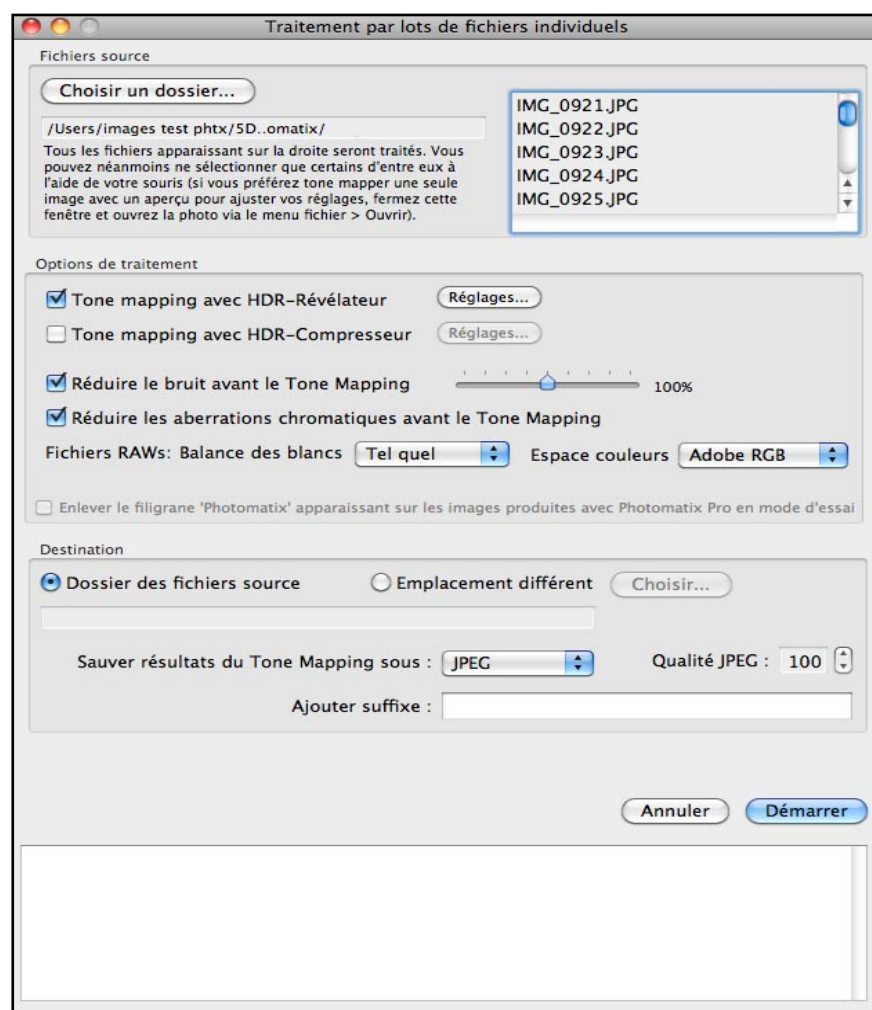 Traitement par lots de fichiers individuels
Fichiers source
Choisir un dossier...
/Users/images test phtx/5D..omatix/
Tous les fichiers apparaissant sur la droite seront traités. Vous
pouvez néanmoins ne sélectionner que certains d'entre eux à
l'aide de votre souris (si vous préférez tone mapper une seule
image avec un aperçu pour ajuster vos réglages, fermez cette
fenêtre et ouvrez la photo via le menu fichier > Ouvrir).
IMG_0921.JPG
IMG_0922.JPG
IMG_0923.JPG
IMG_0924.JPG
IMG_0925.JPG
Options de traitement
Tone mapping avec HDR-Révélateur Réglages...
Tone mapping avec HDR-Compresseur Réglages...
Réduire le bruit avant le Tone Mapping 100%
Réduire les aberrations chromatiques avant le Tone Mapping
Fichiers RAWs: Balance des blancs Tel quel Espace couleurs Adobe RGB
Enlever le filigrane 'Photomatix' apparaissant sur les images produites avec Photomatix Pro en mode d'essai
Destination
Dossier des fichiers source Emplacement différent Choisir...
Sauver résultats du Tone Mapping sous : JPEG Qualité JPEG : 100
Ajouter suffixe :
Annuler Démarrer